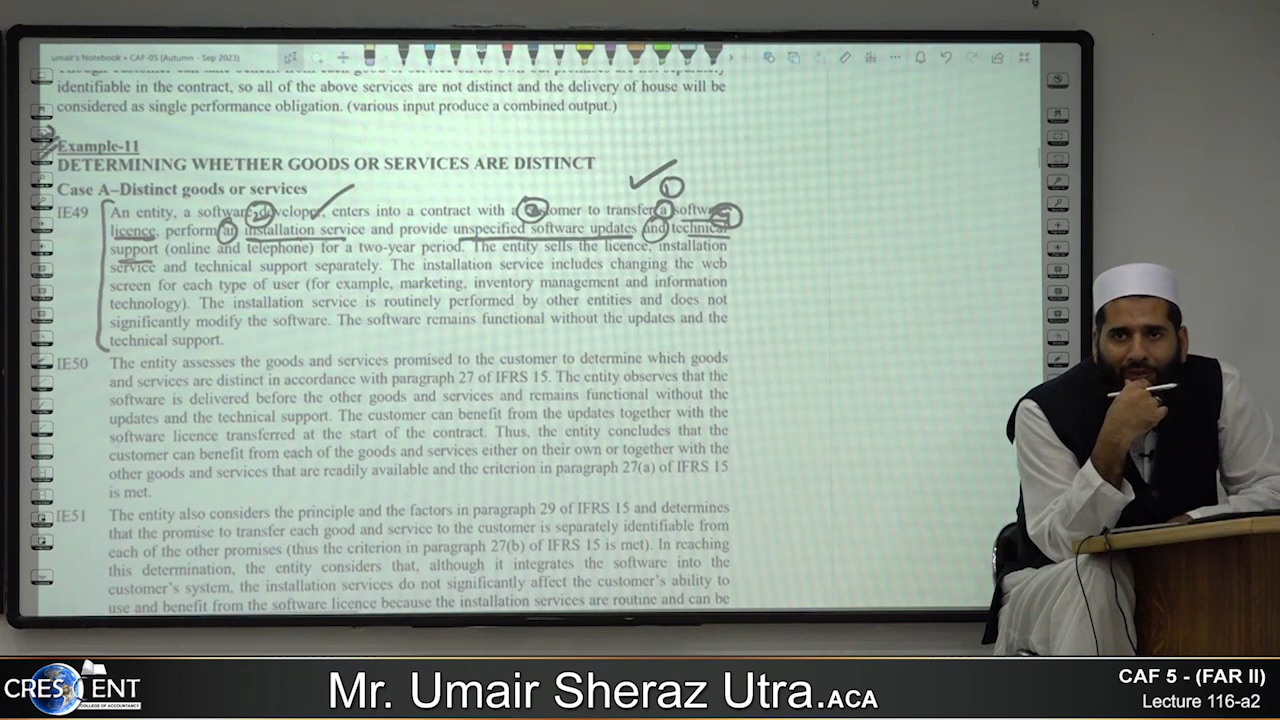 umair's Notebook » CAF-05 (Autumn - Sep 2023)
identifiable in the contract, so all of the above services are not distinct and the delivery of house will be
considered as single performance obligation. (various input produce a combined output.)
Example-11
DETERMINING WHETHER GOODS OR SERVICES ARE DISTINCT
Case A–Distinct goods or services
1
IE49 An entity, a software developer, enters into a contract with a customer to transfer a software
licence, perform an installation service and provide unspecified software updates and technical
support (online and telephone) for a two-year period. The entity sells the licence, installation
service and technical support separately. The installation service includes changing the web
screen for each type of user (for example, marketing, inventory management and information
technology). The installation service is routinely performed by other entities and does not
significantly modify the software. The software remains functional without the updates and the
technical support.
IE50 The entity assesses the goods and services promised to the customer to determine which goods
and services are distinct in accordance with paragraph 27 of IFRS 15. The entity observes that the
software is delivered before the other goods and services and remains functional without the
updates and the technical support. The customer can benefit from the updates together with the
software licence transferred at the start of the contract. Thus, the entity concludes that the
customer can benefit from each of the goods and services either on their own or together with the
other goods and services that are readily available and the criterion in paragraph 27(a) of IFRS 15
is met.
IE51 The entity also considers the principle and the factors in paragraph 29 of IFRS 15 and determines
that the promise to transfer each good and service to the customer is separately identifiable from
each of the other promises (thus the criterion in paragraph 27(b) of IFRS 15 is met). In reaching
this determination, the entity considers that, although it integrates the software into the
customer's system, the installation services do not significantly affect the customer's ability to
use and benefit from the software licence because the installation services are routine and can be
CRESCENT
COLLEGE OF ACCOUNTANCY
Mr. Umair Sheraz Utra.ACA
CAF 5 - (FAR II)
Lecture 116-a2